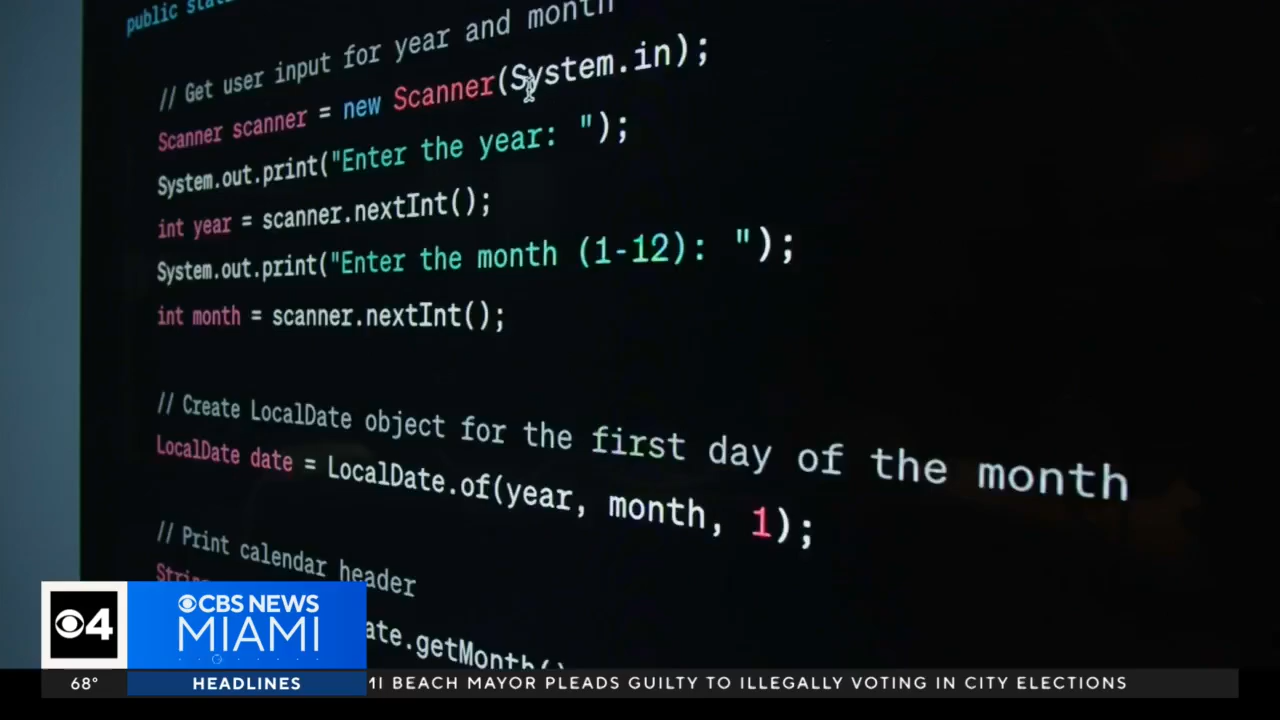 public
// Get user input for year and month
Scanner scanner = new Scanner(System.in);
System.out.print("Enter the year: ");
int year = scanner.nextInt();
System.out.print("Enter the month (1-12): ");
int month = scanner.nextInt();
// Create LocalDate object for the first day of the month
LocalDate date = LocalDate.of(year, month, 1);
// Print calendar header
ate.getMonth()
4
CBS NEWS
MIAMI
68°
HEADLINES
MI BEACH MAYOR PLEADS GUILTY TO ILLEGALLY VOTING IN CITY ELECTIONS